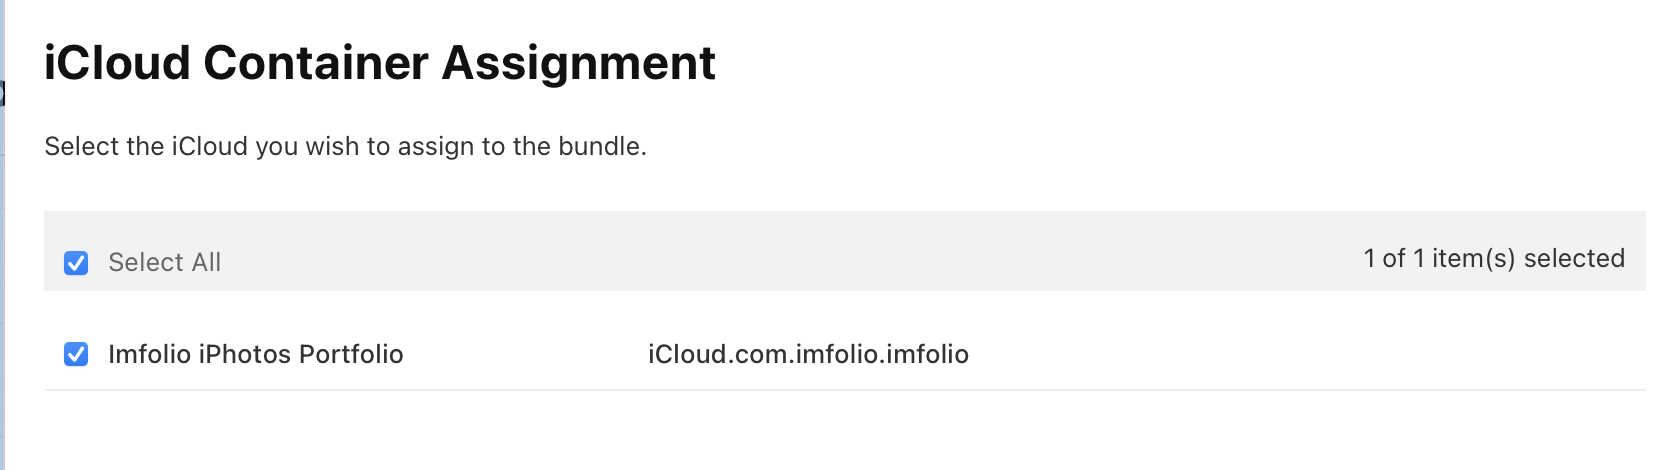 iCloud Container Assignment
Select the iCloud you wish to assign to the bundle.
Select All 1 of 1 item(s) selected
Imfolio iPhotos Portfolio iCloud.com.imfolio.imfolio